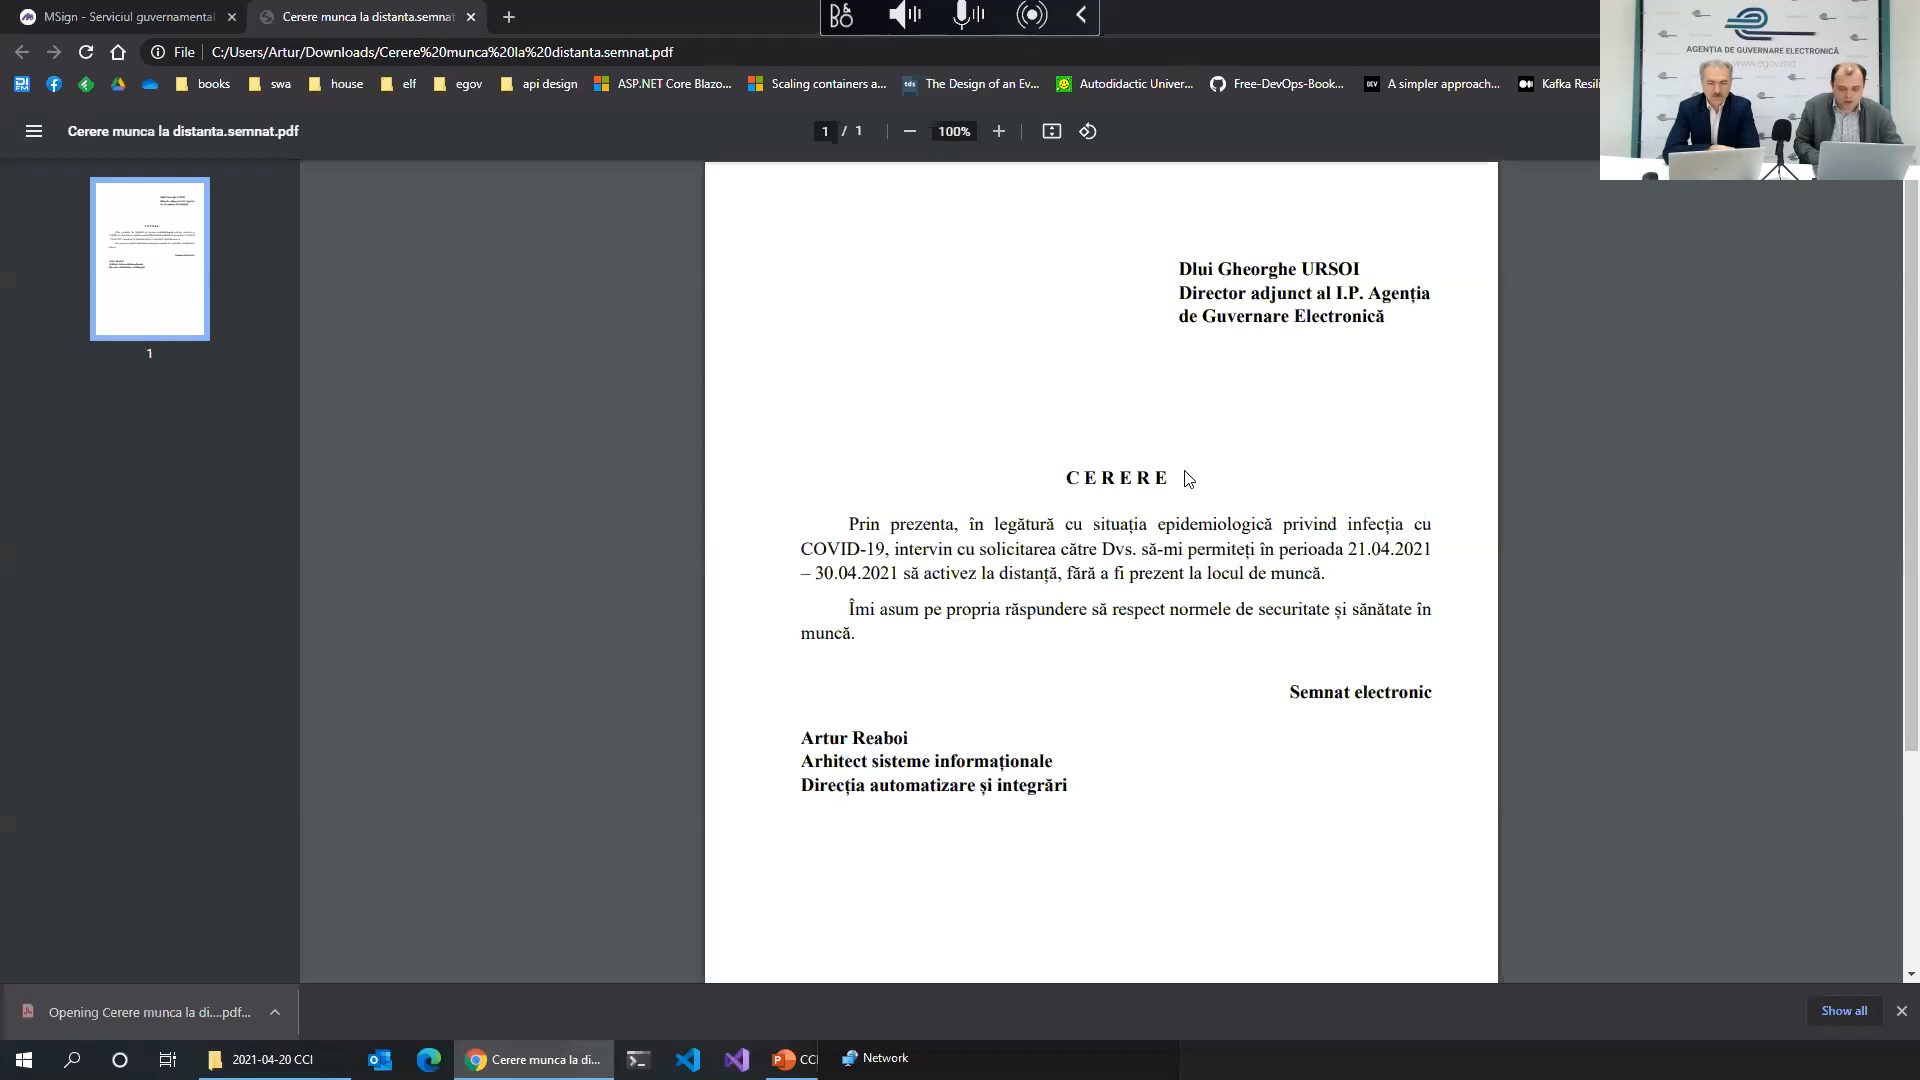 MSign - Serviciul guvernamental
Cerere munca la distanta.semnat
File
C:/Users/Artur/Downloads/Cerere%20munca%20la%20distanta.semnat.pdf
books
swa
house
elf
egov
api design
ASP.NET Core Blazo...
Scaling containers a...
The Design of an Ev...
Autodidactic Univer...
Free-DevOps-Book...
A simpler approach...
Kafka Resili
AGENȚIA DE GUVERNARE ELECTRONICĂ
www.egov.md
Cerere munca la distanta.semnat.pdf
1 / 1
100%
1
Dlui Gheorghe URSOI
Director adjunct al I.P. Agenția
de Guvernare Electronică
C E R E R E
Prin prezenta, în legătură cu situația epidemiologică privind infecția cu
COVID-19, intervin cu solicitarea către Dvs. să-mi permiteți în perioada 21.04.2021
– 30.04.2021 să activez la distanță, fără a fi prezent la locul de muncă.
Îmi asum pe propria răspundere să respect normele de securitate și sănătate în
muncă.
Semnat electronic
Artur Reaboi
Arhitect sisteme informaționale
Direcția automatizare și integrări
Opening Cerere munca la di....pdf...
Show all
2021-04-20 CCI
Cerere munca la di...
CC
Network